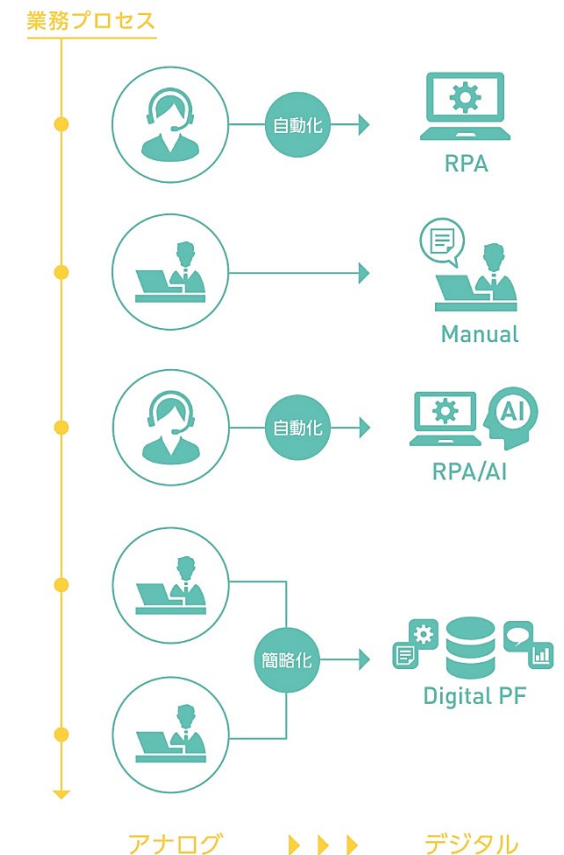 業務プロセス
自動化
RPA
Manual
自動化
AI
RPA/AI
簡略化
Digital PF
アナログ
デジタル